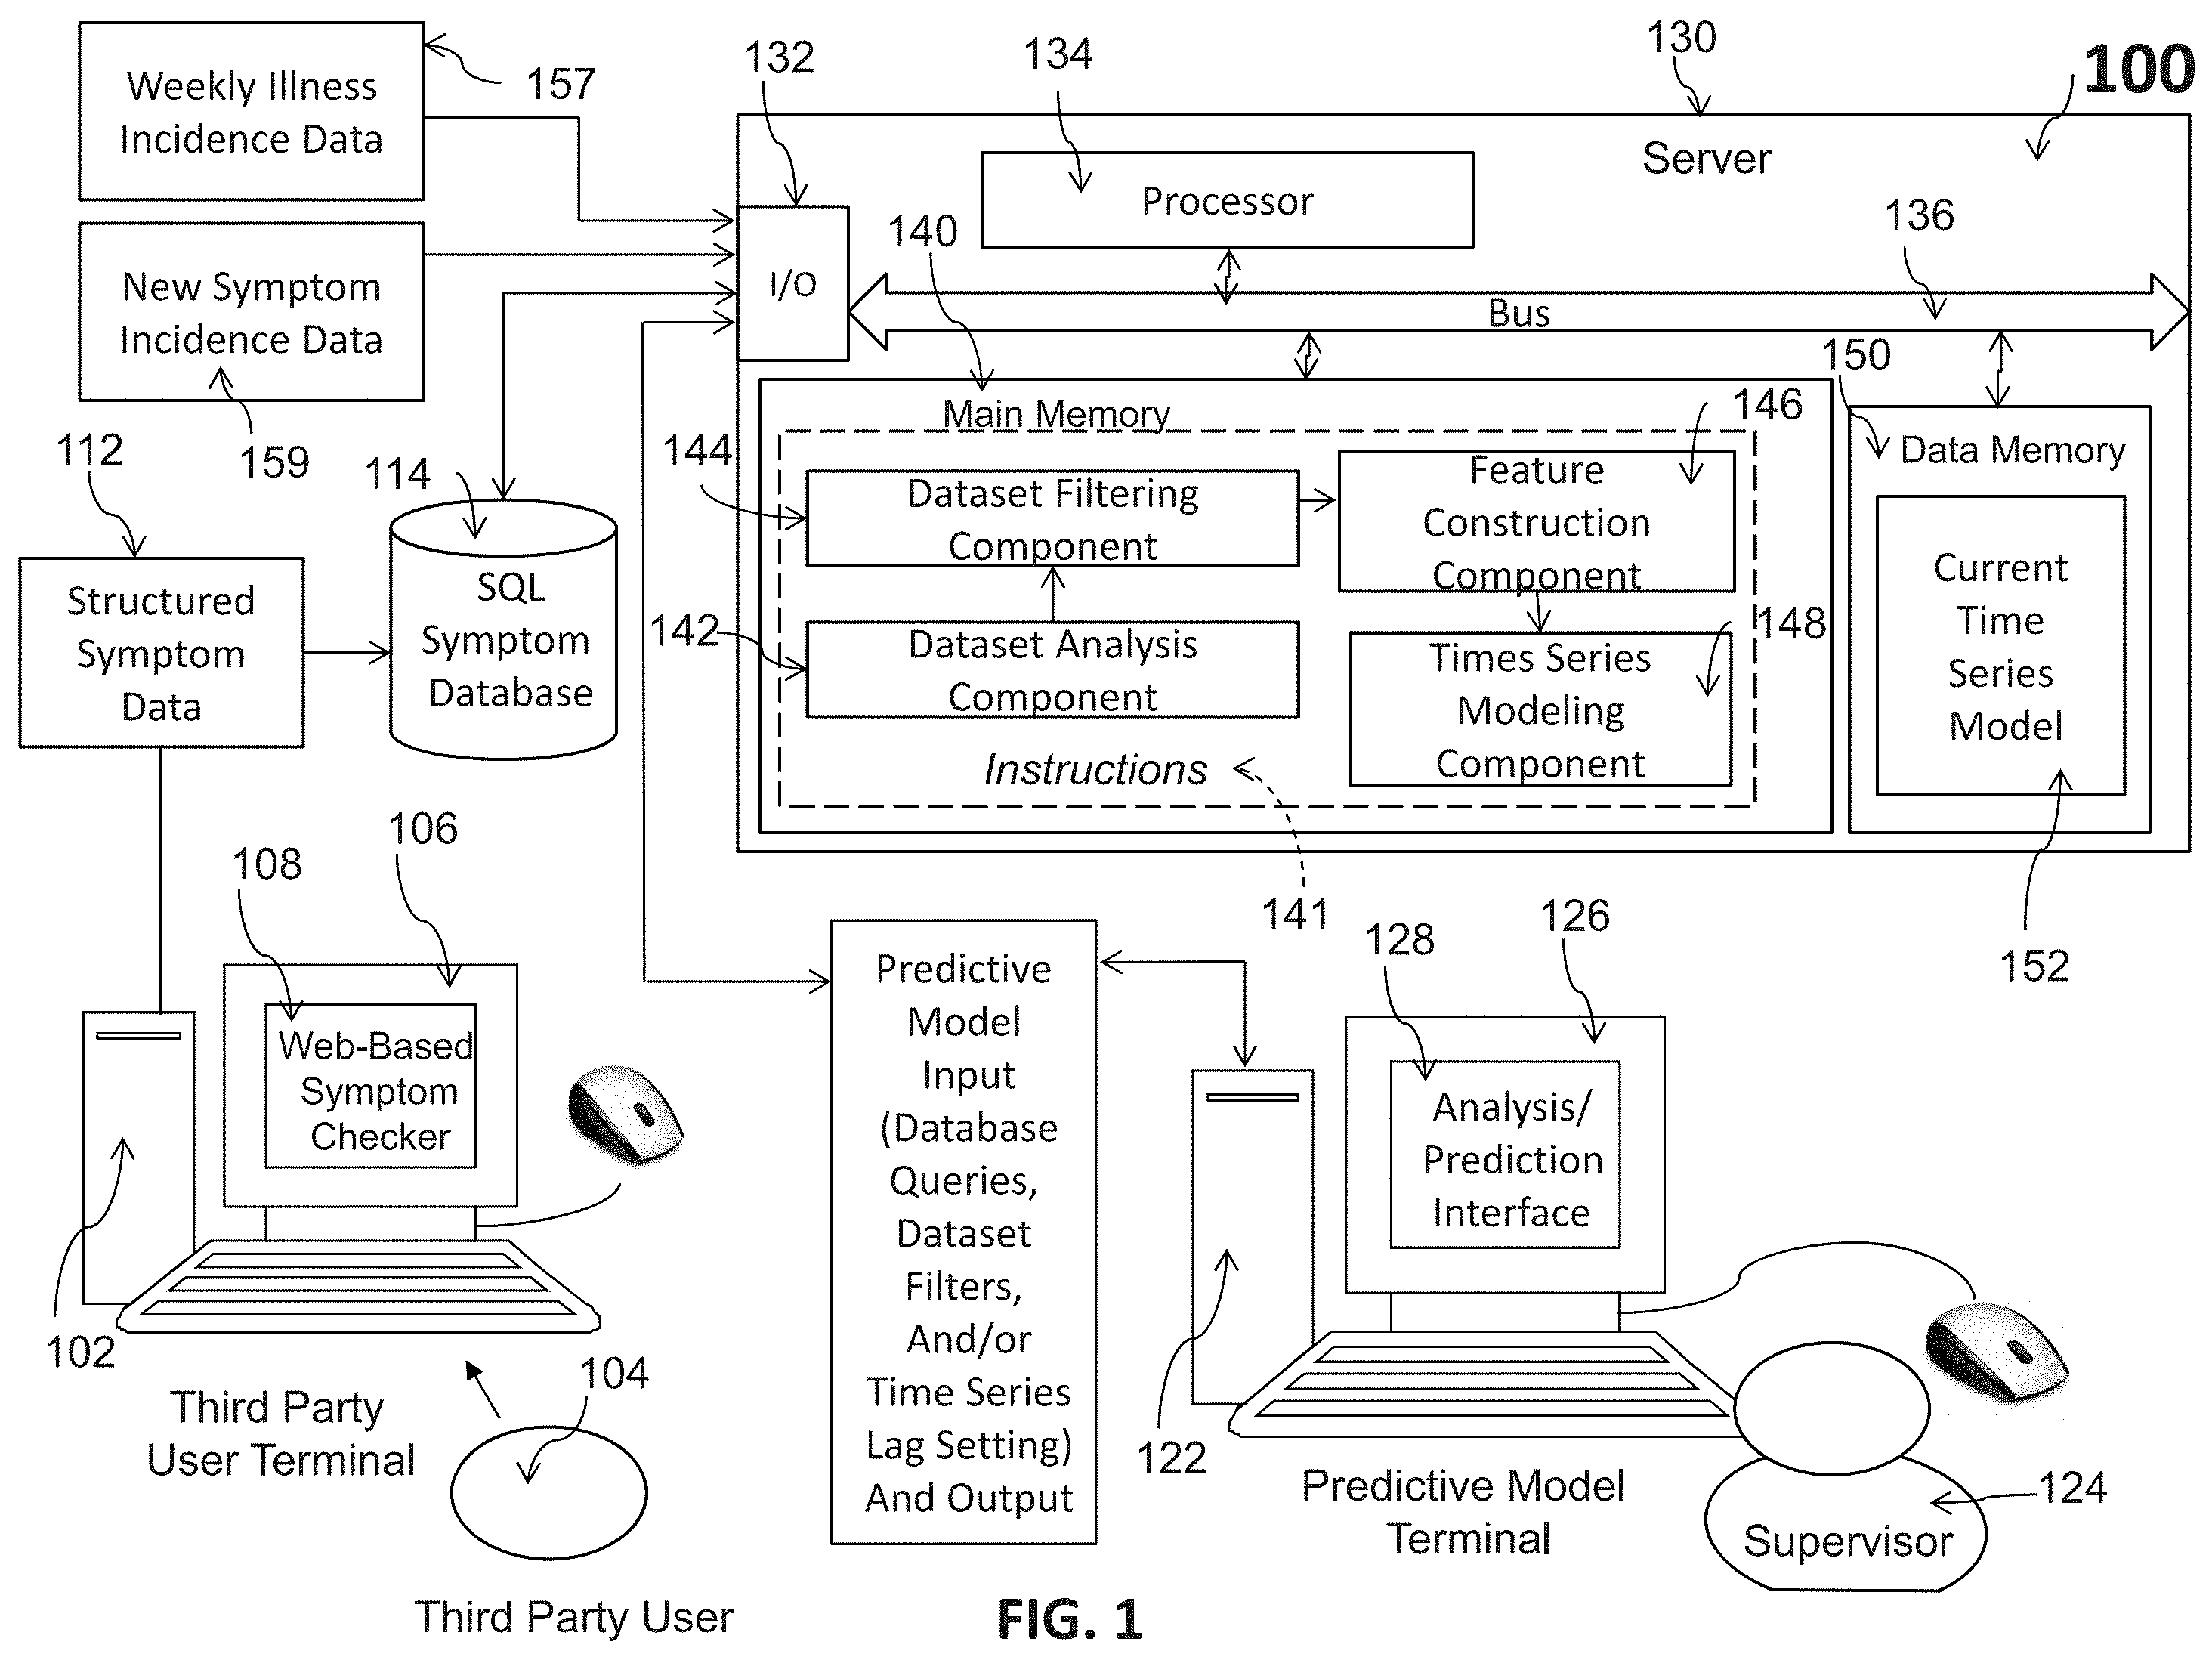 Weekly Illness
Incidence Data
157
132
134
130
100
Server
Processor
New Symptom
Incidence Data
159
I/O
140
136
Bus
112
114
Structured
Symptom
Data
SQL
Symptom
Database
Main Memory
144
146
Dataset Filtering
Component
Feature
Construction
Component
142
Dataset Analysis
Component
148
Times Series
Modeling
Component
Instructions
141
150
Data Memory
Current
Time
Series
Model
152
106
108
Web-Based
Symptom
Checker
102
104
Third Party
User Terminal
Third Party User
Predictive
Model
Input
(Database
Queries,
Dataset
Filters,
And/or
Time Series
Lag Setting)
And Output
128
126
Analysis/
Prediction
Interface
122
Predictive Model
Terminal
124
Supervisor
FIG. 1